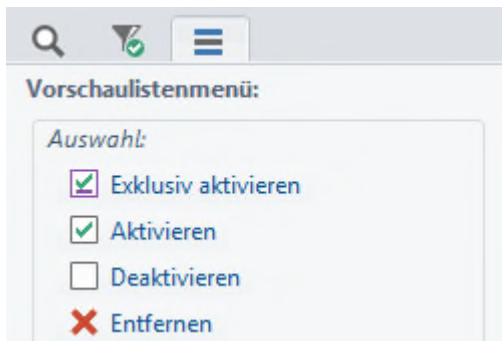 Vorschaulistenmenü:
Auswahl:
Exklusiv aktivieren
Aktivieren
Deaktivieren
Entfernen